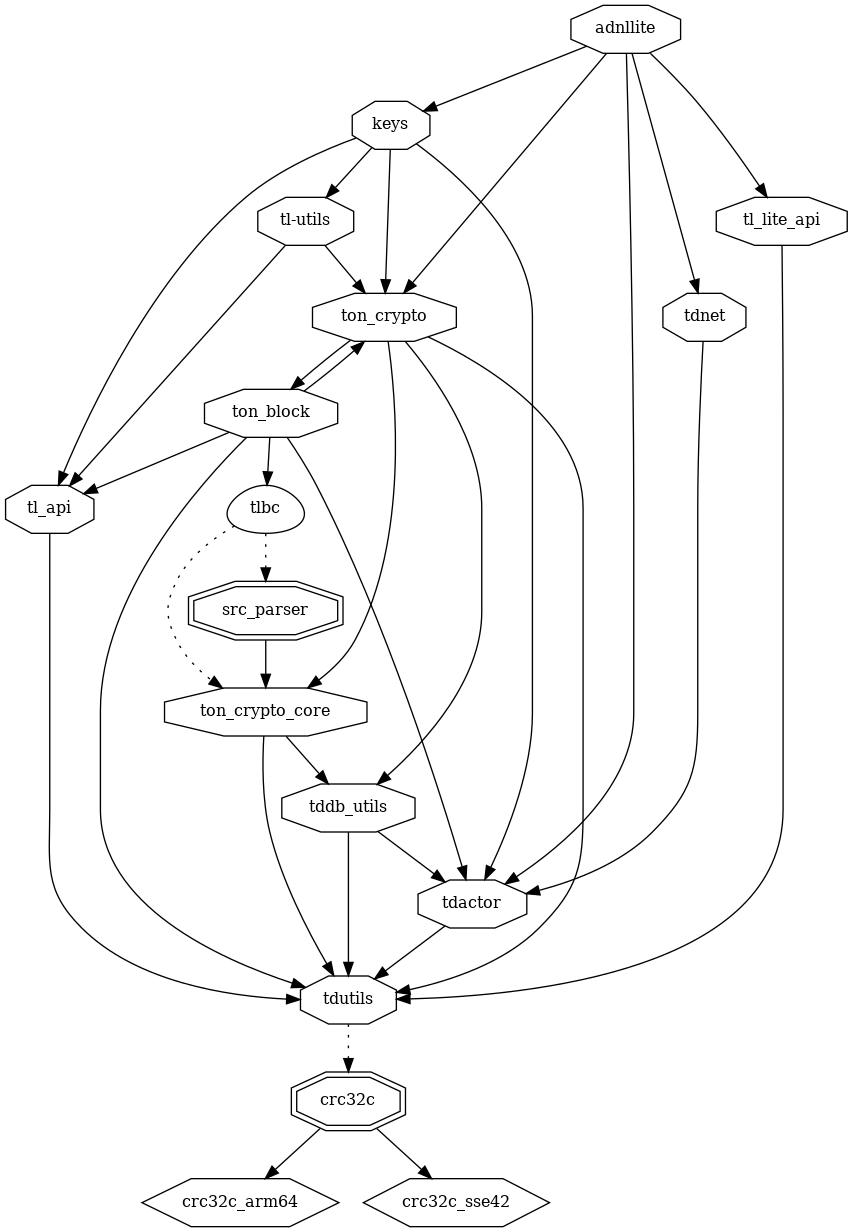 adnllite
keys
tl-utils
tl_lite_api
ton_crypto
tdnet
ton_block
tl_api
tlbc
src_parser
ton_crypto_core
tddb_utils
tdactor
tdutils
crc32c
crc32c_arm64
crc32c_sse42